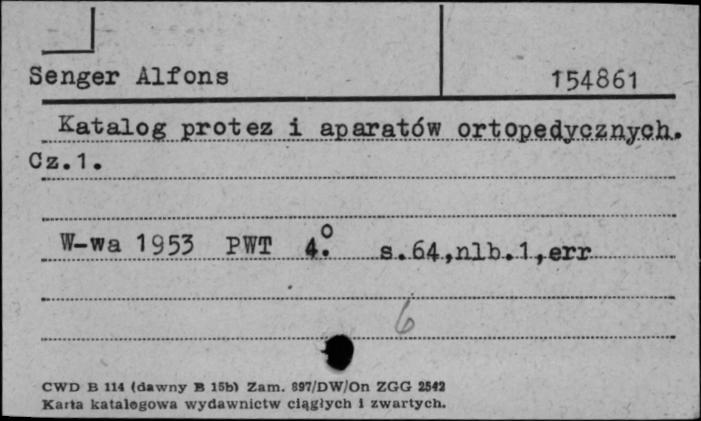 Senger Alfons 154861
Katalog protez i aparatów ortopedycznych.
Cz.1.
W-wa 1953 PWT 4.° s.64,nlb.1,err
6
CWD B 114 (dawny B 15b) Zam. 897/DW/On ZGG 2542
Karta katalogowa wydawnictw ciągłych i zwartych.